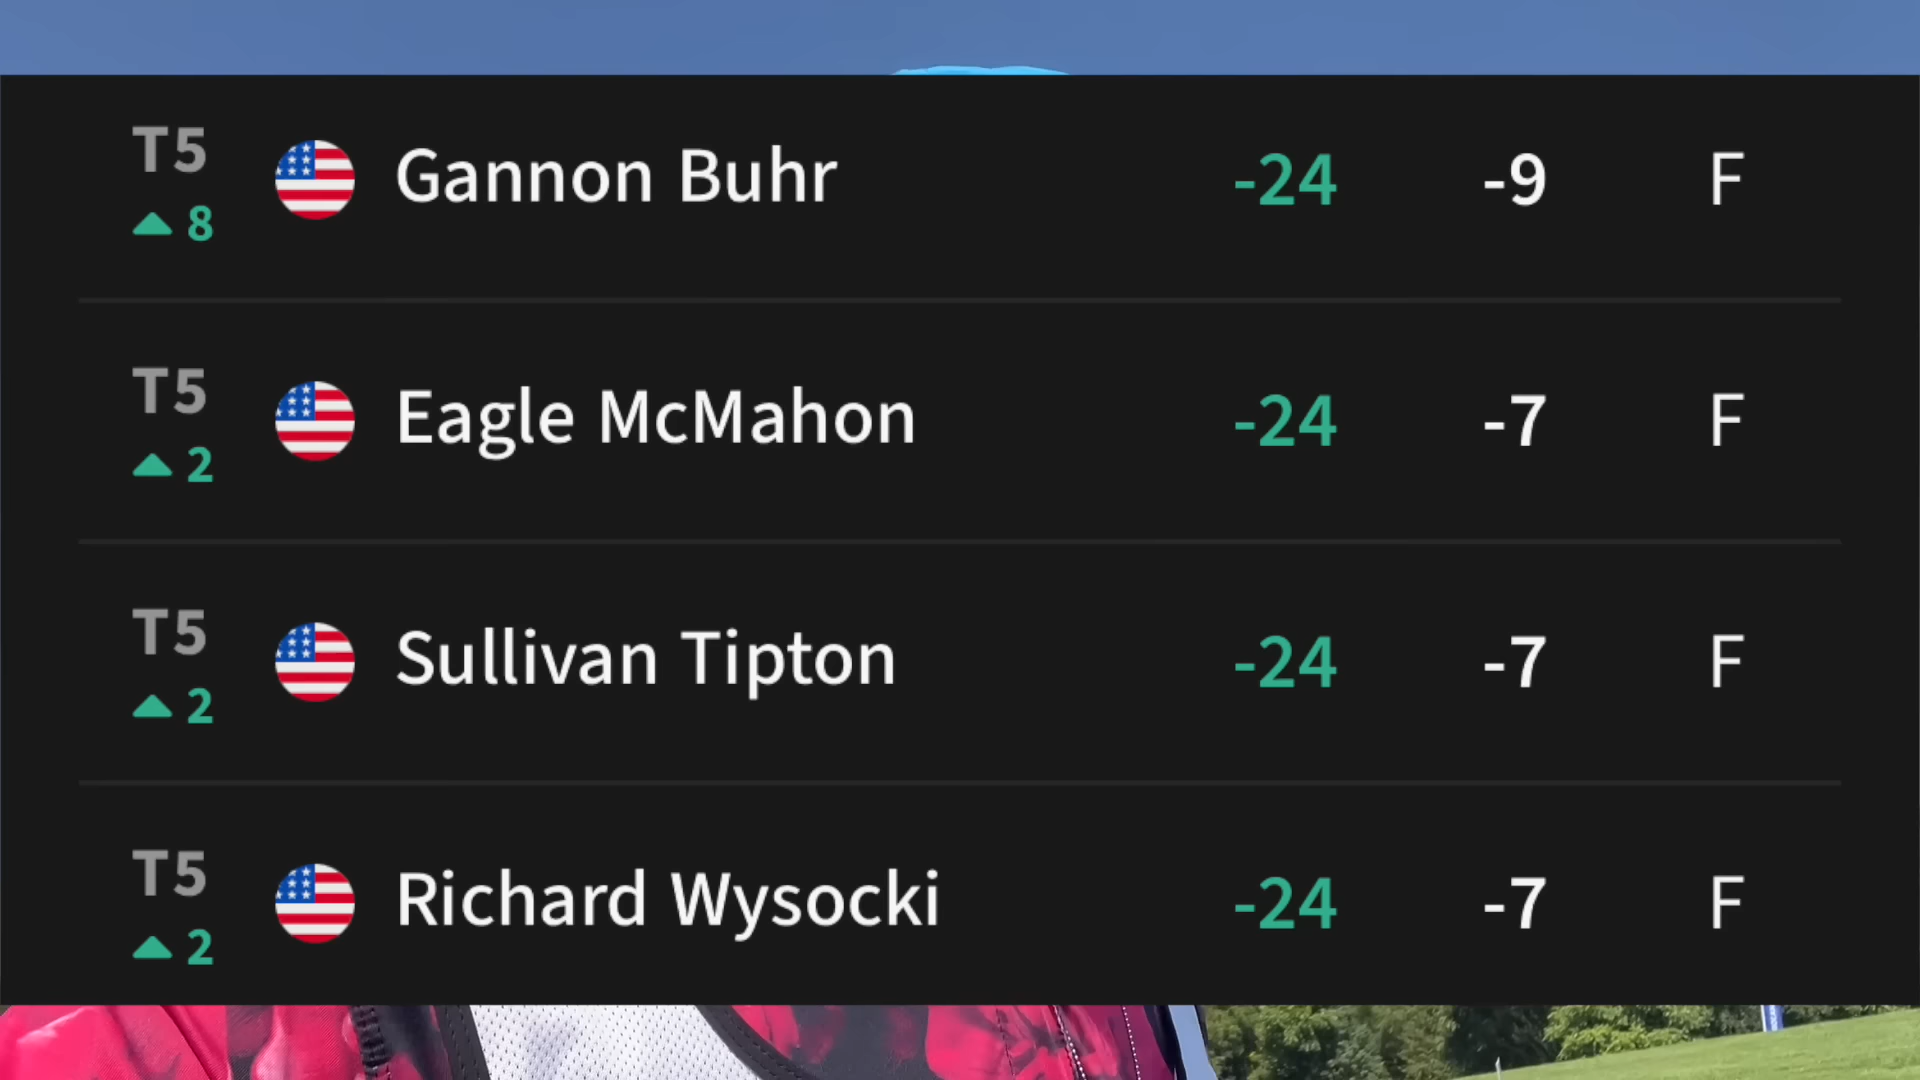 T5 Gannon Buhr -24 -9 F
8
T5 Eagle McMahon -24 -7 F
2
T5 Sullivan Tipton -24 -7 F
2
T5 Richard Wysocki -24 -7 F
2